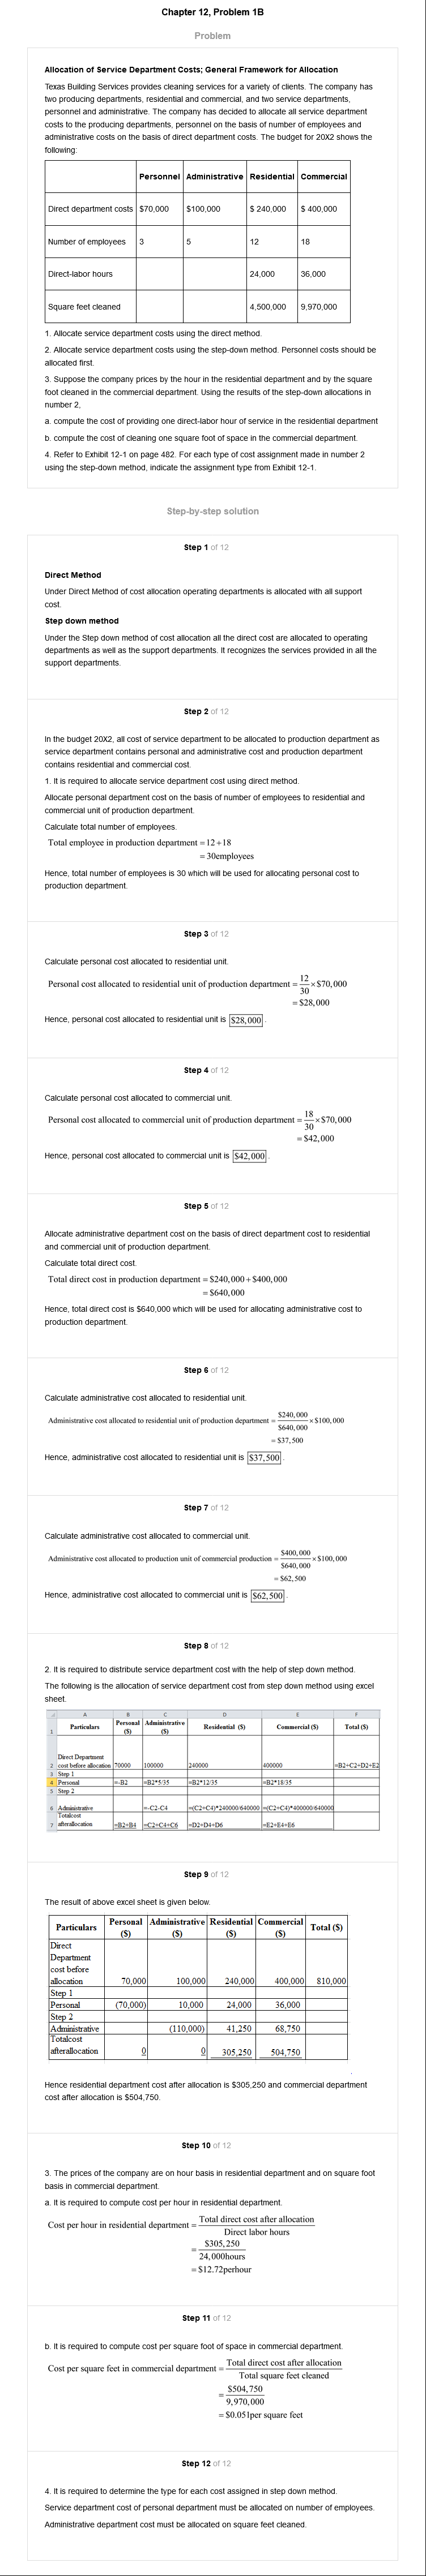 Chapter 12, Problem 1B
Problem
Allocation of Service Department Costs; General Framework for Allocation
Texas Building Services provides cleaning services for a variety of clients. The company has
two producing departments, residential and commercial, and two service departments,
personnel and administrative. The company has decided to allocate all service department
costs to the producing departments, personnel on the basis of number of employees and
administrative costs on the basis of direct department costs. The budget for 20X2 shows the
following:
Personnel Administrative Residential Commercial
Direct department costs $70,000 $100,000 $ 240,000 $ 400,000
Number of employees 3 5 12 18
Direct-labor hours 24,000 36,000
Square feet cleaned 4,500,000 9,970,000
1. Allocate service department costs using the direct method.
2. Allocate service department costs using the step-down method. Personnel costs should be
allocated first.
3. Suppose the company prices by the hour in the residential department and by the square
foot cleaned in the commercial department. Using the results of the step-down allocations in
number 2,
a. compute the cost of providing one direct-labor hour of service in the residential department
b. compute the cost of cleaning one square foot of space in the commercial department.
4. Refer to Exhibit 12-1 on page 482. For each type of cost assignment made in number 2
using the step-down method, indicate the assignment type from Exhibit 12-1.
Step-by-step solution
Step 1 of 12
Direct Method
Under Direct Method of cost allocation operating departments is allocated with all support
cost.
Step down method
Under the Step down method of cost allocation all the direct cost are allocated to operating
departments as well as the support departments. It recognizes the services provided in all the
support departments.
Step 2 of 12
In the budget 20X2, all cost of service department to be allocated to production department as
service department contains personal and administrative cost and production department
contains residential and commercial cost.
1. It is required to allocate service department cost using direct method.
Allocate personal department cost on the basis of number of employees to residential and
commercial unit of production department.
Calculate total number of employees.
Total employee in production department = 12+18
= 30employees
Hence, total number of employees is 30 which will be used for allocating personal cost to
production department.
Step 3 of 12
Calculate personal cost allocated to residential unit.
Personal cost allocated to residential unit of production department = 12/30 × $70,000
= $28,000
Hence, personal cost allocated to residential unit is $28,000.
Step 4 of 12
Calculate personal cost allocated to commercial unit.
Personal cost allocated to commercial unit of production department = 18/30 × $70,000
= $42,000
Hence, personal cost allocated to commercial unit is $42,000.
Step 5 of 12
Allocate administrative department cost on the basis of direct department cost to residential
and commercial unit of production department.
Calculate total direct cost.
Total direct cost in production department = $240,000 + $400,000
= $640,000
Hence, total direct cost is $640,000 which will be used for allocating administrative cost to
production department.
Step 6 of 12
Calculate administrative cost allocated to residential unit.
Administrative cost allocated to residential unit of production department = $240,000/$640,000 × $100,000
= $37,500
Hence, administrative cost allocated to residential unit is $37,500.
Step 7 of 12
Calculate administrative cost allocated to commercial unit.
Administrative cost allocated to production unit of commercial production = $400,000/$640,000 × $100,000
= $62,500
Hence, administrative cost allocated to commercial unit is $62,500.
Step 8 of 12
2. It is required to distribute service department cost with the help of step down method.
The following is the allocation of service department cost from step down method using excel
sheet.
A B C D E F
1 Particulars Personal ($) Administrative ($) Residential ($) Commercial ($) Total ($)
2 Direct Department cost before allocation 70000 100000 240000 400000 =B2+C2+D2+E2
3 Step 1
4 Personal =-B2 =B2*5/35 =B2*12/35 =B2*18/35
5 Step 2
6 Administrative =-C2-C4 =(C2+C4)*240000/640000 =(C2+C4)*400000/640000
7 Totalcost afterallocation =B2+B4 =C2+C4+C6 =D2+D4+D6 =E2+E4+E6
Step 9 of 12
The result of above excel sheet is given below.
Particulars Personal ($) Administrative ($) Residential ($) Commercial ($) Total ($)
Direct Department cost before allocation 70,000 100,000 240,000 400,000 810,000
Step 1
Personal (70,000) 10,000 24,000 36,000
Step 2
Administrative (110,000) 41,250 68,750
Totalcost afterallocation 0 0 305,250 504,750
.
Hence residential department cost after allocation is $305,250 and commercial department
cost after allocation is $504,750.
Step 10 of 12
3. The prices of the company are on hour basis in residential department and on square foot
basis in commercial department.
a. It is required to compute cost per hour in residential department.
Cost per hour in residential department = Total direct cost after allocation/Direct labor hours
= $305,250/24,000hours
= $12.72perhour
Step 11 of 12
b. It is required to compute cost per square foot of space in commercial department.
Cost per square feet in commercial department = Total direct cost after allocation/Total square feet cleaned
= $504,750/9,970,000
= $0.051per square feet
Step 12 of 12
4. It is required to determine the type for each cost assigned in step down method.
Service department cost of personal department must be allocated on number of employees.
Administrative department cost must be allocated on square feet cleaned.